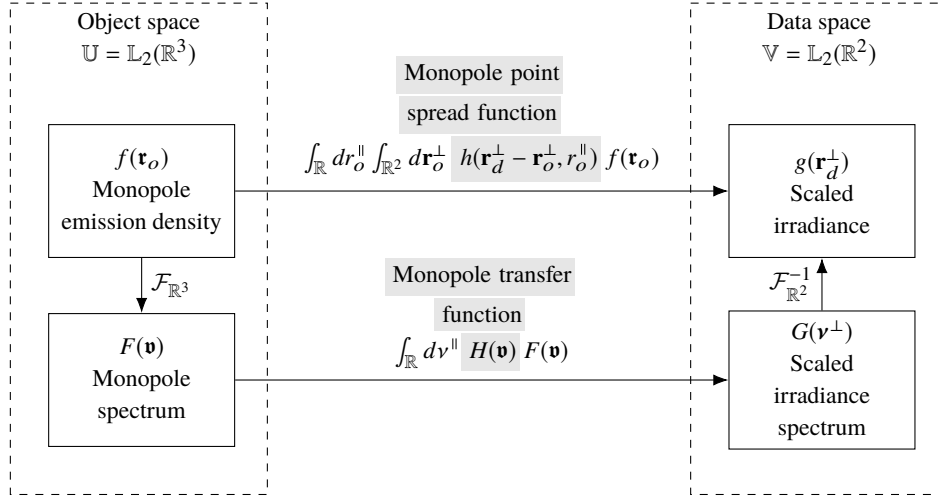 Object space
𝕌 = 𝕃₂(ℝ³)
Data space
𝕍 = 𝕃₂(ℝ²)
Monopole point
spread function
∫_ℝ dr_o^∥ ∫_ℝ² d𝐫_o^⊥ h(𝐫_d^⊥ − 𝐫_o^⊥, r_o^∥) f(𝖗_o)
f(𝖗_o)
Monopole
emission density
g(𝐫_d^⊥)
Scaled
irradiance
ℱ_ℝ³
ℱ_ℝ²^−1
Monopole transfer
function
∫_ℝ dν^∥ H(𝖛) F(𝖛)
F(𝖛)
Monopole
spectrum
G(𝛎^⊥)
Scaled
irradiance
spectrum